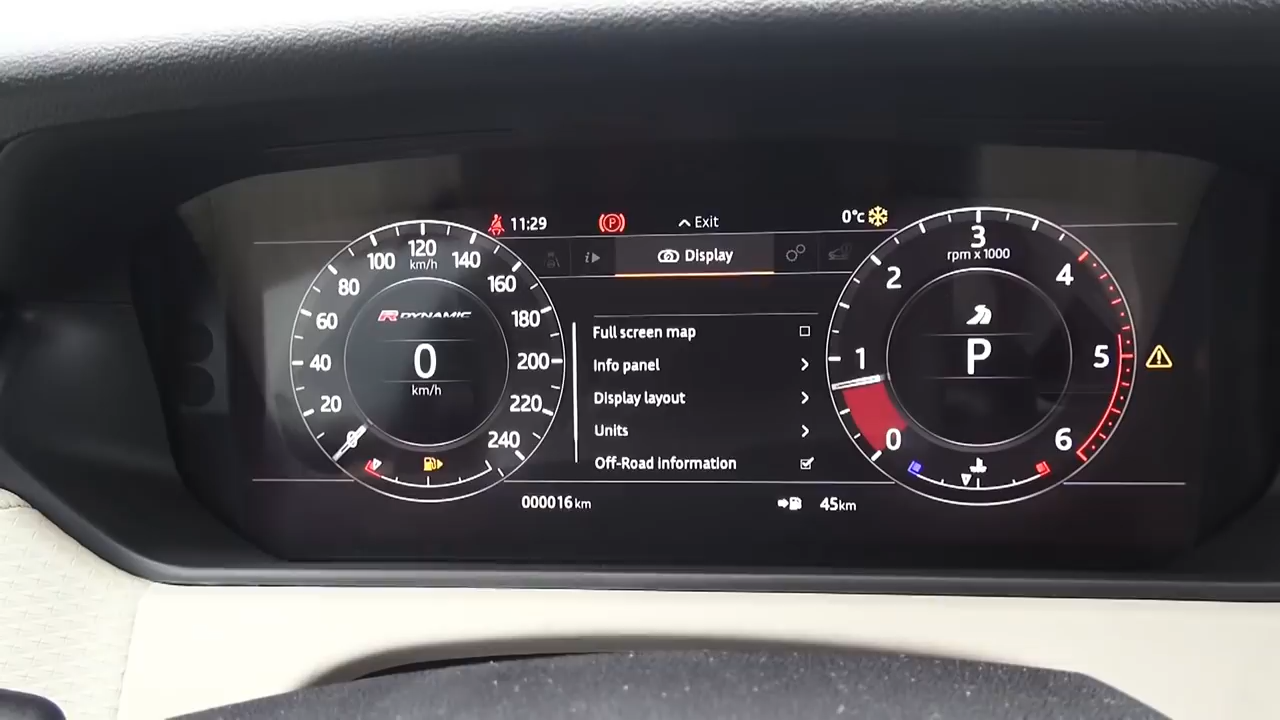 11:29
P
Exit
0°c
Display
Full screen map
Info panel
Display layout
Units
Off-Road information
000016 km
45km
0
20
40
60
80
100
120
km/h
140
160
180
200
220
240
R DYNAMIC
0
km/h
0
1
2
3
rpm x 1000
4
5
6
P